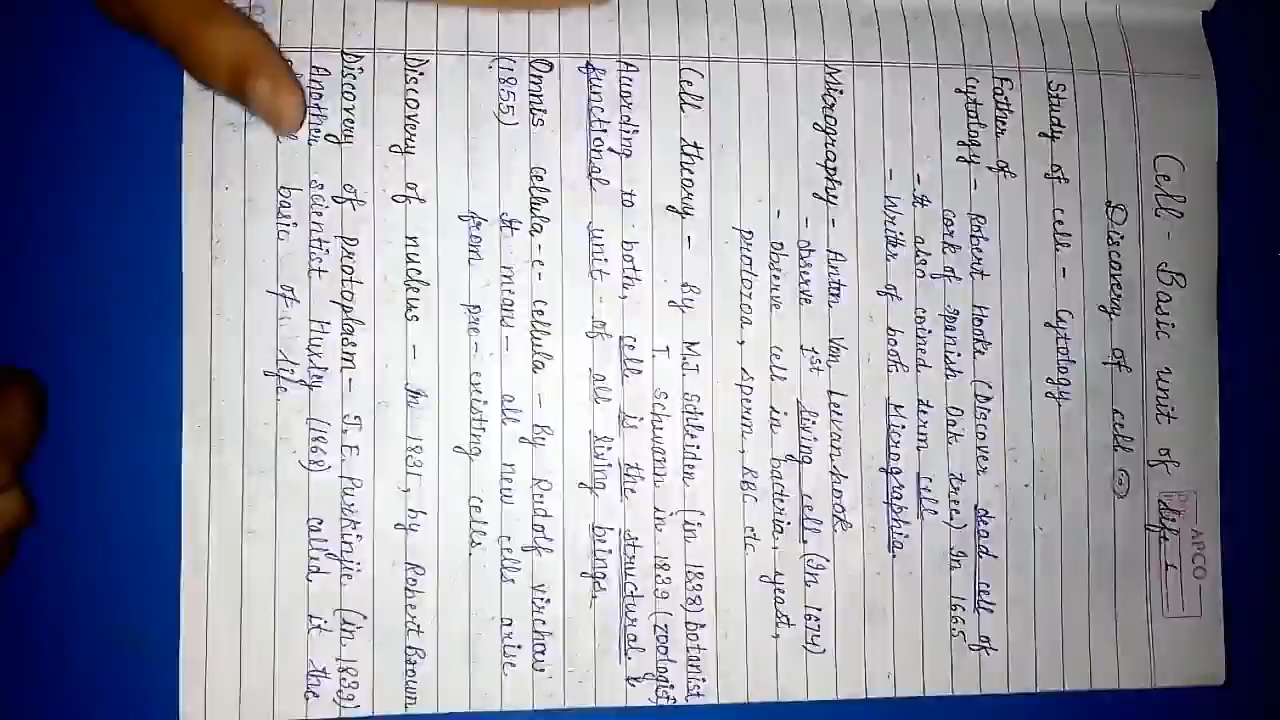 APCO
Cell - Basic unit of life
Discovery of cell
Study of cell - Cytology.
Father of
Cytology - Robert Hooke (Discover dead cell of
cork of spanish Oak tree) In 1665
- It also coined term cell
- Writer of book Micrographia.
Micrography - Anton Van leevan hook
- observe 1st living cell. (In 1674)
- observe cell in bacteria, yeast,
protozoa, sperm, RBC etc
Cell theory - By M.J Schleiden (in 1838) botanist
T. Schwann in 1839 (zoologist)
According to both, cell is the structural &
functional unit of all living beings.
Omnis cellula-e-cellula - By Rudolf virchow
(1855) It means - all new cells arise
from pre-existing cells.
Discovery of nucleus - In 1831, by Robert Brown
Discovery of protoplasm - J.E. Purkinjie (in 1839)
Another scientist Huxley (1868) called it the
basic of life.